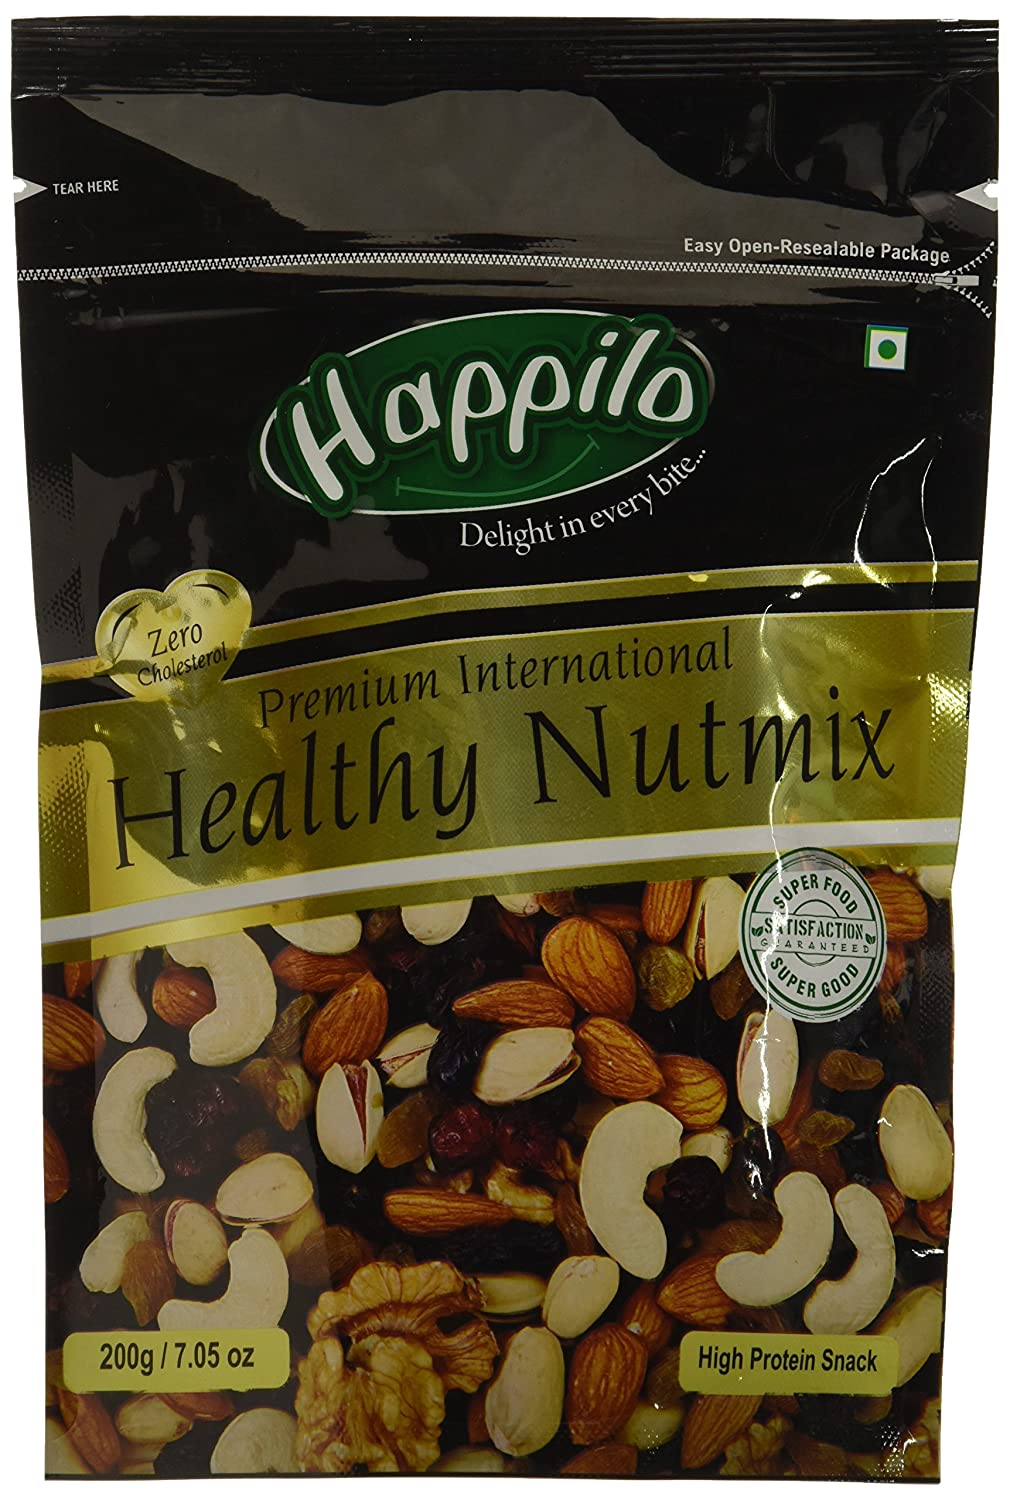 TEAR HERE
Easy Open-Resealable Package
Happilo
Delight in every bite...
Zero
Cholesterol
Premium International
Healthy Nutmix
SUPER FOOD
SATISFACTION
GUARANTEED
SUPER GOOD
200g / 7.05 oz
High Protein Snack